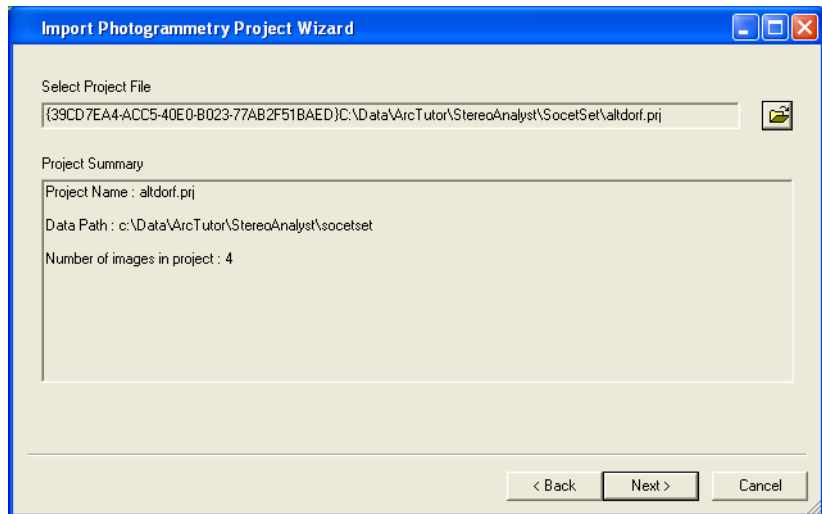 Import Photogrammetry Project Wizard
Select Project File
{39CD7EA4-ACC5-40E0-B023-77AB2F51BAED}C:\Data\ArcTutor\StereoAnalyst\SocetSet\altdorf.prj
Project Summary
Project Name : altdorf.prj
Data Path : c:\Data\ArcTutor\StereoAnalyst\socetset
Number of images in project : 4
< Back Next > Cancel